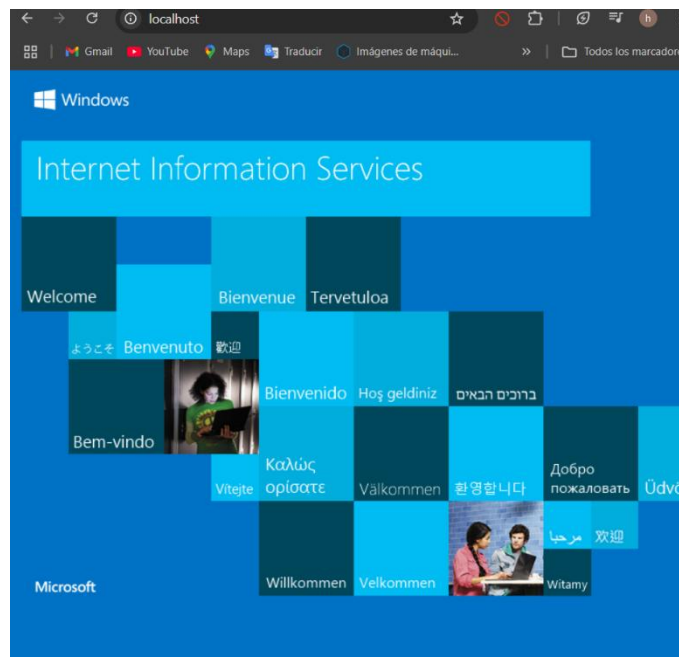 localhost
Gmail
YouTube
Maps
Traducir
Imágenes de máqui...
»
Todos los marcador
Windows
Internet Information Services
Welcome
Bienvenue
Tervetuloa
ようこそ
Benvenuto
歡迎
Bienvenido
Hoş geldiniz
ברוכים הבאים
Bem-vindo
Vítejte
Καλώς
ορίσατε
Välkommen
환영합니다
Добро
пожаловать
Üdvö
مرحبا
欢迎
Microsoft
Willkommen
Velkommen
Witamy